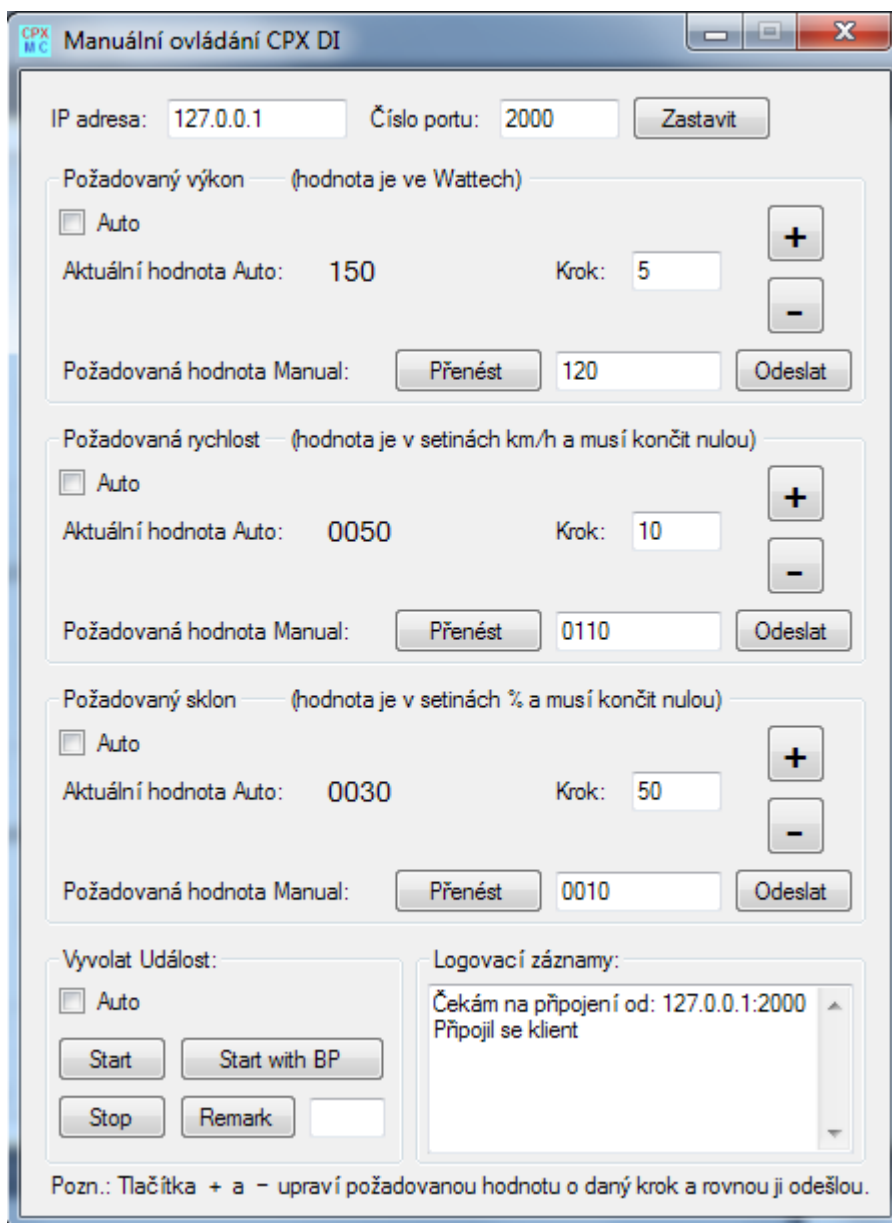 CPX MC Manuální ovládání CPX DI
IP adresa: 127.0.0.1 Číslo portu: 2000 Zastavit
Požadovaný výkon (hodnota je ve Wattech)
Auto
+
Aktuální hodnota Auto: 150 Krok: 5
-
Požadovaná hodnota Manual: Přenést 120 Odeslat
Požadovaná rychlost (hodnota je v setinách km/h a musí končit nulou)
Auto
+
Aktuální hodnota Auto: 0050 Krok: 10
-
Požadovaná hodnota Manual: Přenést 0110 Odeslat
Požadovaný sklon (hodnota je v setinách % a musí končit nulou)
Auto
+
Aktuální hodnota Auto: 0030 Krok: 50
-
Požadovaná hodnota Manual: Přenést 0010 Odeslat
Vyvolat Událost:
Auto
Start Start with BP
Stop Remark
Logovací záznamy:
Čekám na připojení od: 127.0.0.1:2000
Připojil se klient
Pozn.: Tlačítka + a - upraví požadovanou hodnotu o daný krok a rovnou ji odešlou.